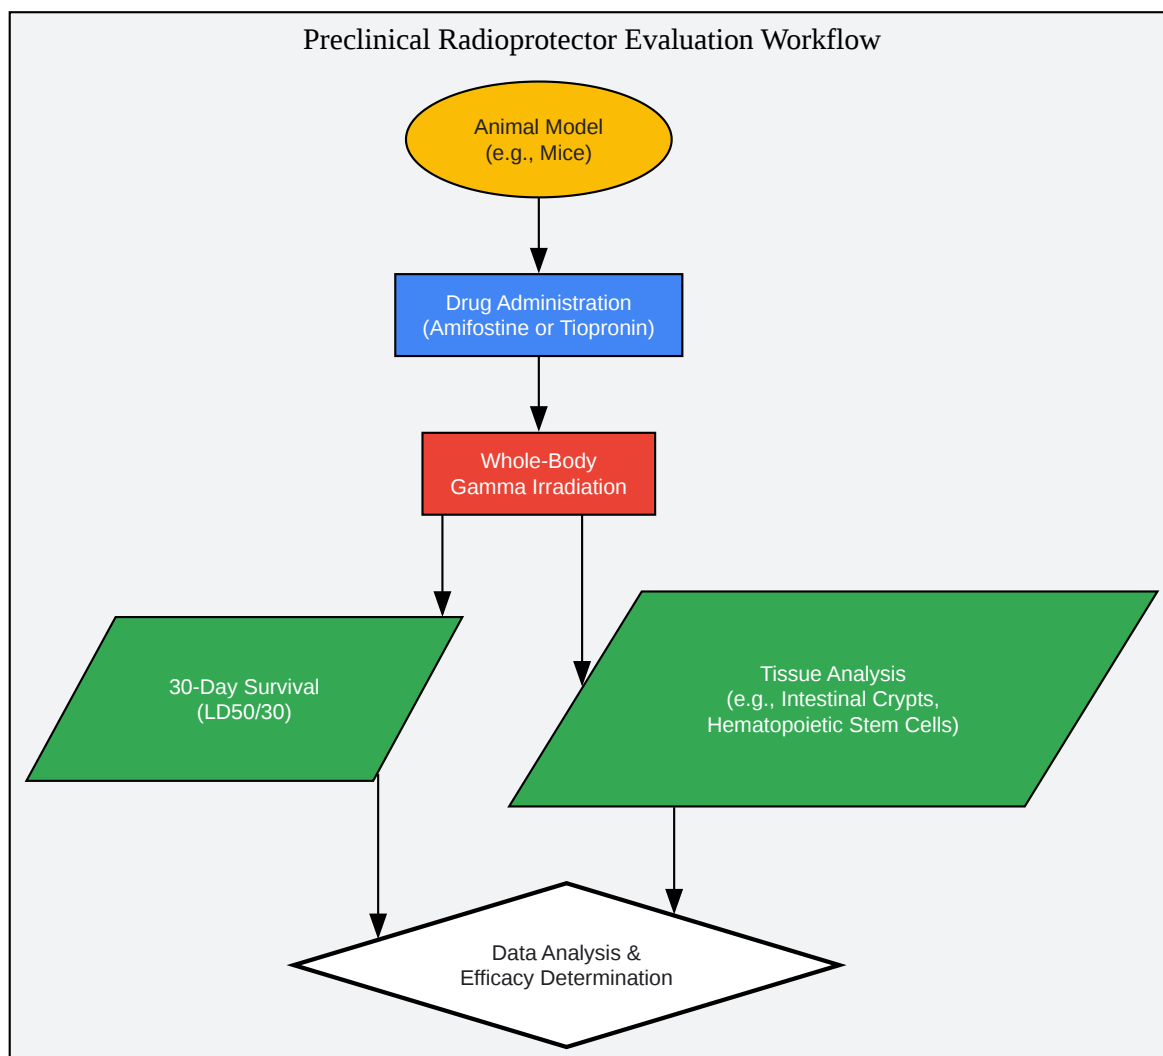 Preclinical Radioprotector Evaluation Workflow
Animal Model
(e.g., Mice)
Drug Administration
(Amifostine or Tiopronin)
Whole-Body
Gamma Irradiation
30-Day Survival
(LD50/30)
Tissue Analysis
(e.g., Intestinal Crypts,
Hematopoietic Stem Cells)
Data Analysis &
Efficacy Determination